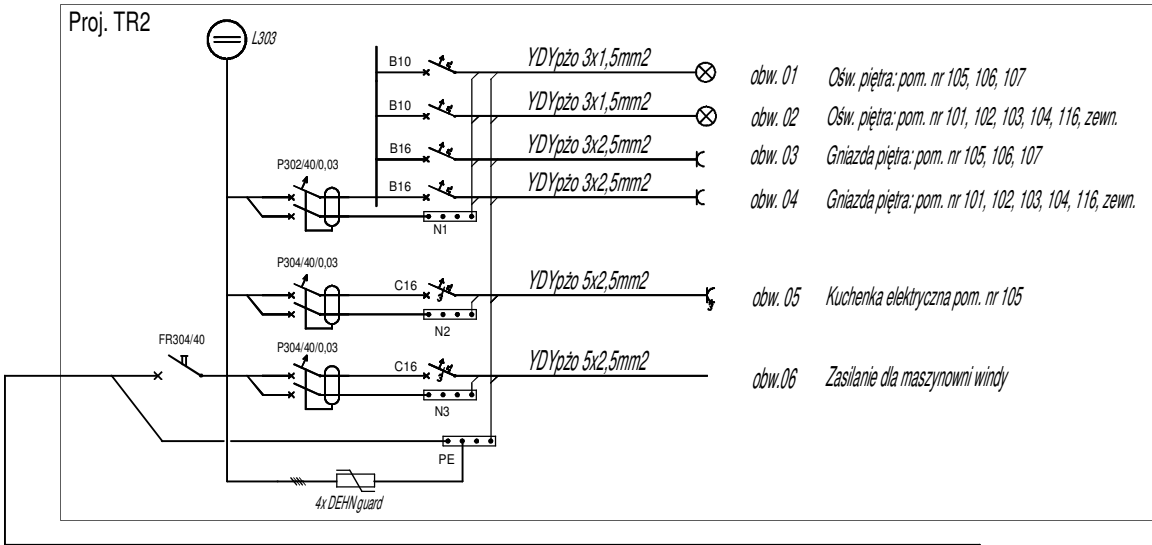 Proj. TR2
L303
B10 YDYpżo 3x1,5mm2 obw. 01 Ośw. piętra: pom. nr 105, 106, 107
B10 YDYpżo 3x1,5mm2 obw. 02 Ośw. piętra: pom. nr 101, 102, 103, 104, 116, zewn.
B16 YDYpżo 3x2,5mm2 obw. 03 Gniazda piętra: pom. nr 105, 106, 107
P302/40/0,03
B16 YDYpżo 3x2,5mm2 obw. 04 Gniazda piętra: pom. nr 101, 102, 103, 104, 116, zewn.
N1
P304/40/0,03
C16 YDYpżo 5x2,5mm2 obw. 05 Kuchenka elektryczna pom. nr 105
3
3
N2
FR304/40
P304/40/0,03
C16 YDYpżo 5x2,5mm2 obw.06 Zasilanie dla maszynowni windy
3
N3
PE
4x DEHNguard